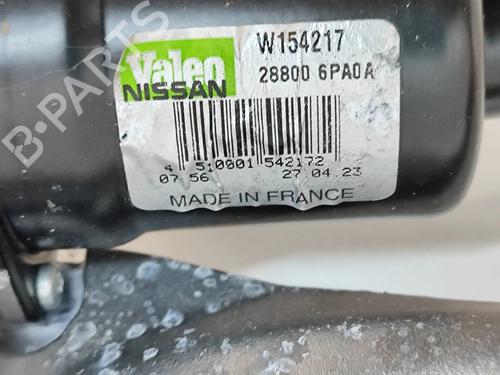 Valeo
NISSAN
W154217
28800 6PA0A
4 510801 542172
07 56 27.04.23
MADE IN FRANCE
B-PARTS